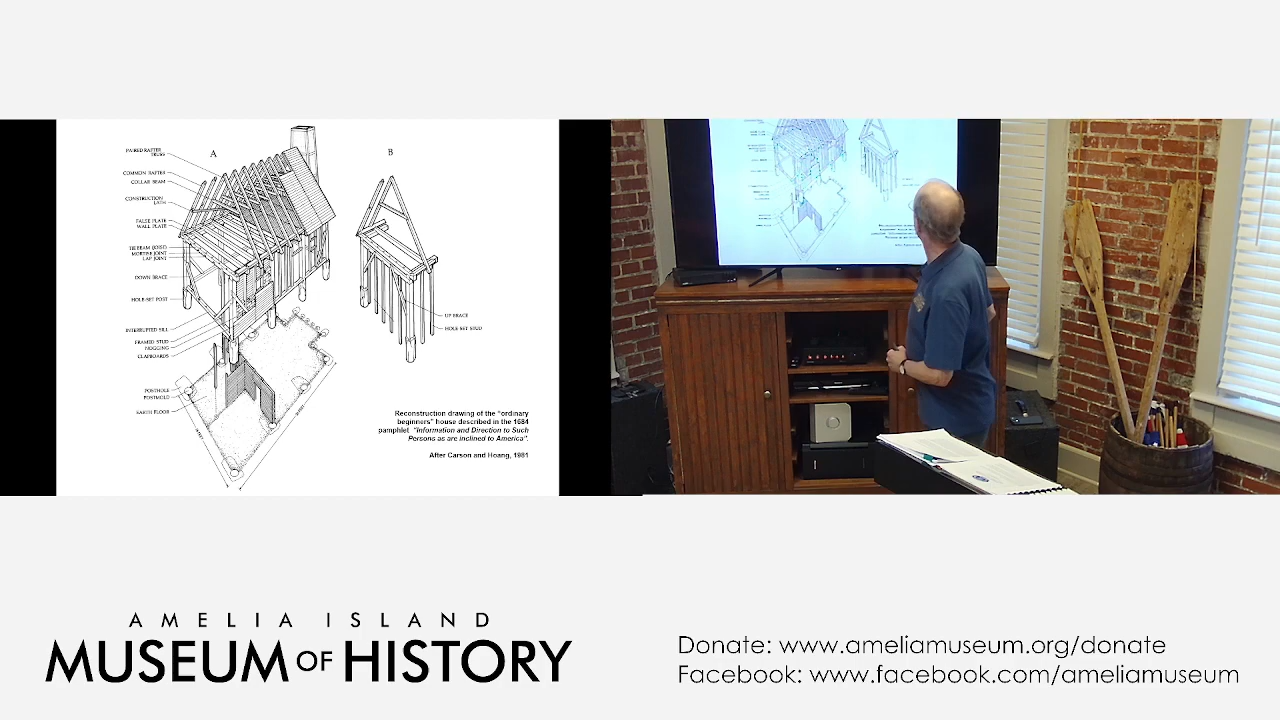 A
B
PAIRED RAFTER
TRUSS
COMMON RAFTER
COLLAR BEAM
CONSTRUCTION
LATH
FALSE PLATE
WALL PLATE
TIE BEAM (JOIST)
MORTISE JOINT
LAP JOINT
DOWN BRACE
HOLE-SET POST
INTERRUPTED SILL
FRAMED STUD
NOGGING
CLAPBOARDS
POSTHOLE
POSTMOLD
EARTH FLOOR
UP BRACE
HOLE-SET STUD
Reconstruction drawing of the "ordinary
beginners" house described in the 1684
pamphlet "Information and Direction to Such
Persons as are inclined to America".
After Carson and Hoang, 1981
AMELIA ISLAND
MUSEUM OF HISTORY
Donate: www.ameliamuseum.org/donate
Facebook: www.facebook.com/ameliamuseum